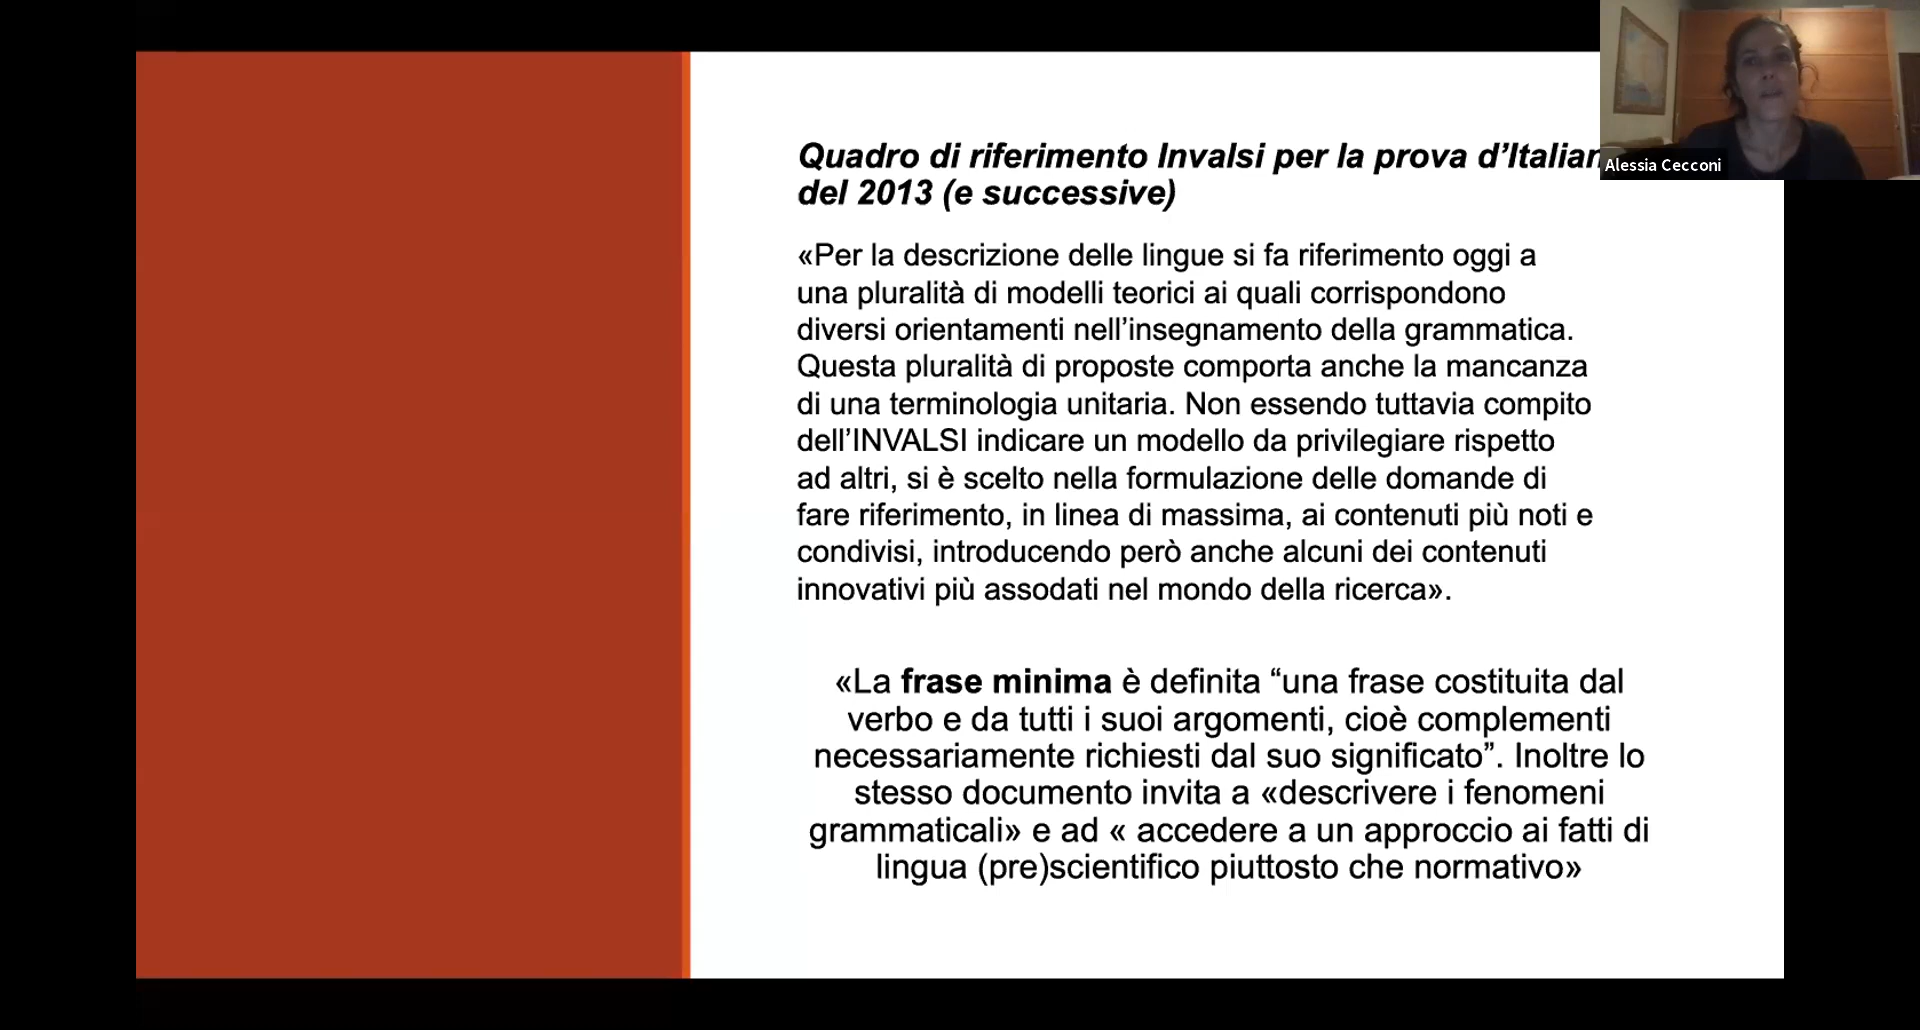 Quadro di riferimento Invalsi per la prova d’Italian
del 2013 (e successive)
«Per la descrizione delle lingue si fa riferimento oggi a
una pluralità di modelli teorici ai quali corrispondono
diversi orientamenti nell’insegnamento della grammatica.
Questa pluralità di proposte comporta anche la mancanza
di una terminologia unitaria. Non essendo tuttavia compito
dell’INVALSI indicare un modello da privilegiare rispetto
ad altri, si è scelto nella formulazione delle domande di
fare riferimento, in linea di massima, ai contenuti più noti e
condivisi, introducendo però anche alcuni dei contenuti
innovativi più assodati nel mondo della ricerca».
«La frase minima è definita “una frase costituita dal
verbo e da tutti i suoi argomenti, cioè complementi
necessariamente richiesti dal suo significato”. Inoltre lo
stesso documento invita a «descrivere i fenomeni
grammaticali» e ad « accedere a un approccio ai fatti di
lingua (pre)scientifico piuttosto che normativo»
Alessia Cecconi